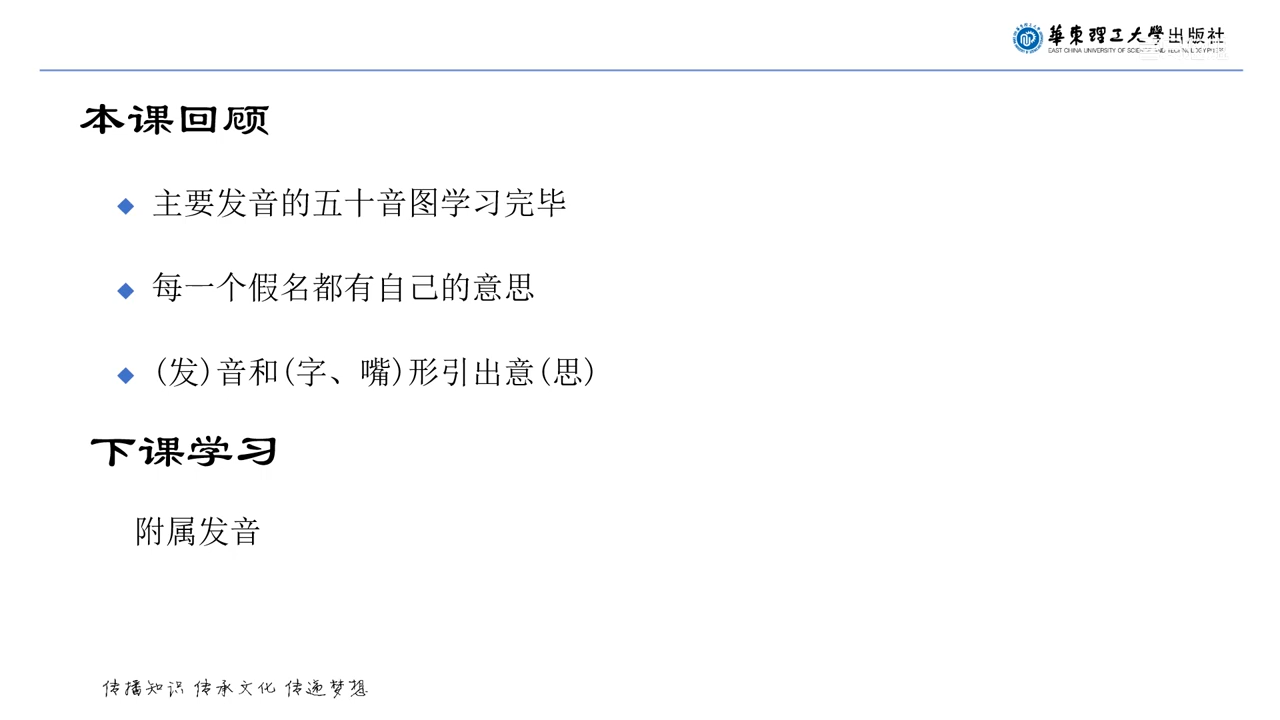 華東理工大學出版社
本课回顾
主要发音的五十音图学习完毕
每一个假名都有自己的意思
(发)音和(字、嘴)形引出意(思)
下课学习
附属发音
传播知识 传承文化 传递梦想